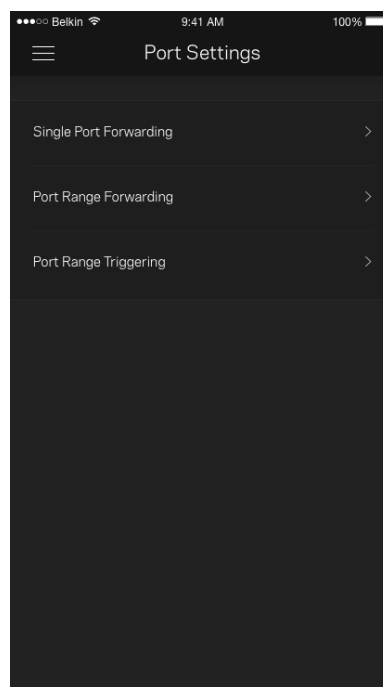 Belkin 9:41 AM 100%
Port Settings
Single Port Forwarding
Port Range Forwarding
Port Range Triggering